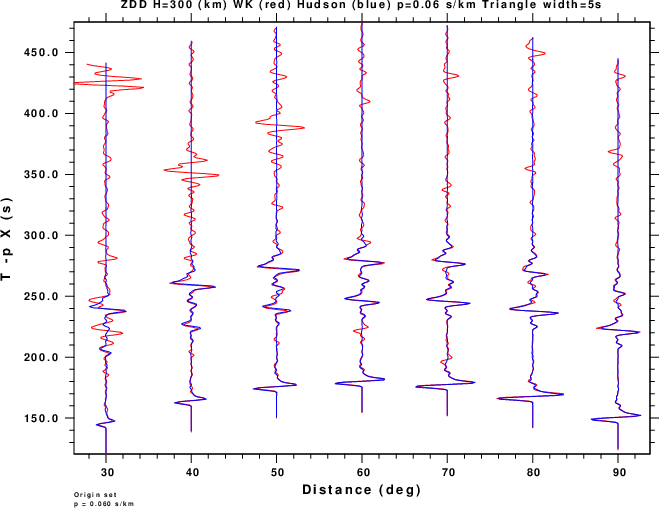 ZDD H=300 (km) WK (red) Hudson (blue) p=0.06 s/km Triangle width=5s
450.0
400.0
350.0
300.0
250.0
200.0
150.0
T -p X (s)
30 40 50 60 70 80 90
Distance (deg)
Origin set
p = 0.060 s/km